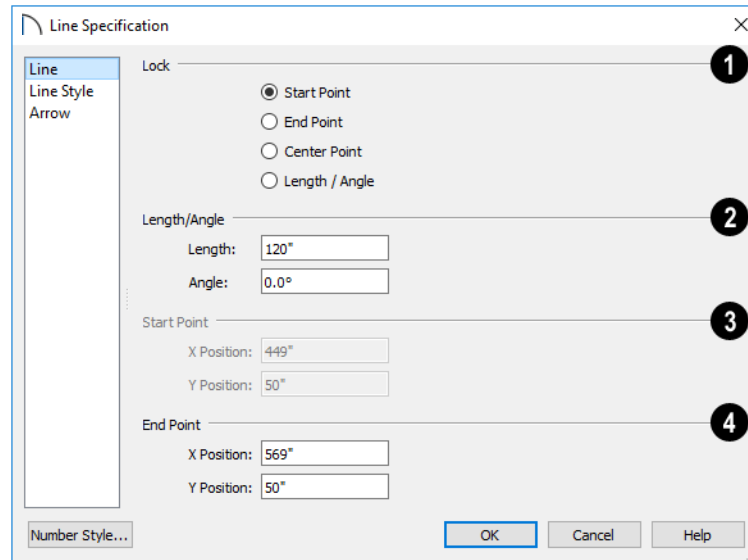 Line Specification
Line
Line Style
Arrow
Lock
1
Start Point
End Point
Center Point
Length / Angle
Length/Angle
2
Length: 120"
Angle: 0.0°
Start Point
3
X Position: 449"
Y Position: 50"
End Point
4
X Position: 569"
Y Position: 50"
Number Style...
OK
Cancel
Help